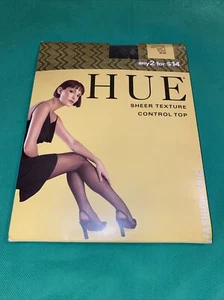 any 2 for $14
HUE
SHEER TEXTURE
CONTROL TOP